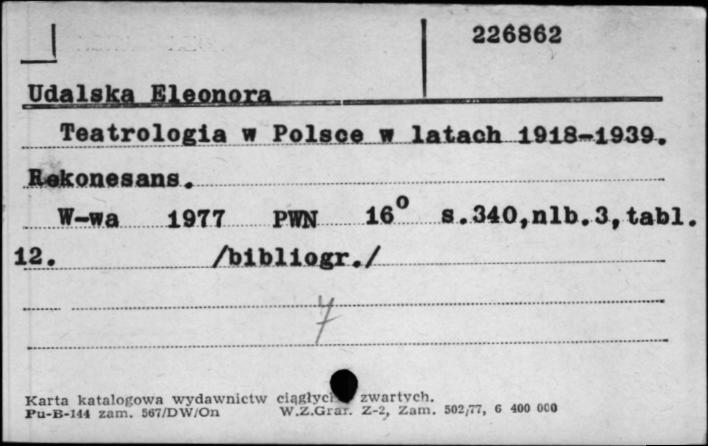 226862
Udalska Eleonora
Teatrologia w Polsce w latach 1918-1939.
Rekonesans.
W-wa 1977 PWN 16° s.340,nlb.3,tabl.
12. /bibliogr./
7
Karta katalogowa wydawnictw ciągłych zwartych.
Pu-B-144 zam. 567/DW/On W.Z.Graf. Z-2, Zam. 502/77, 6 400 000